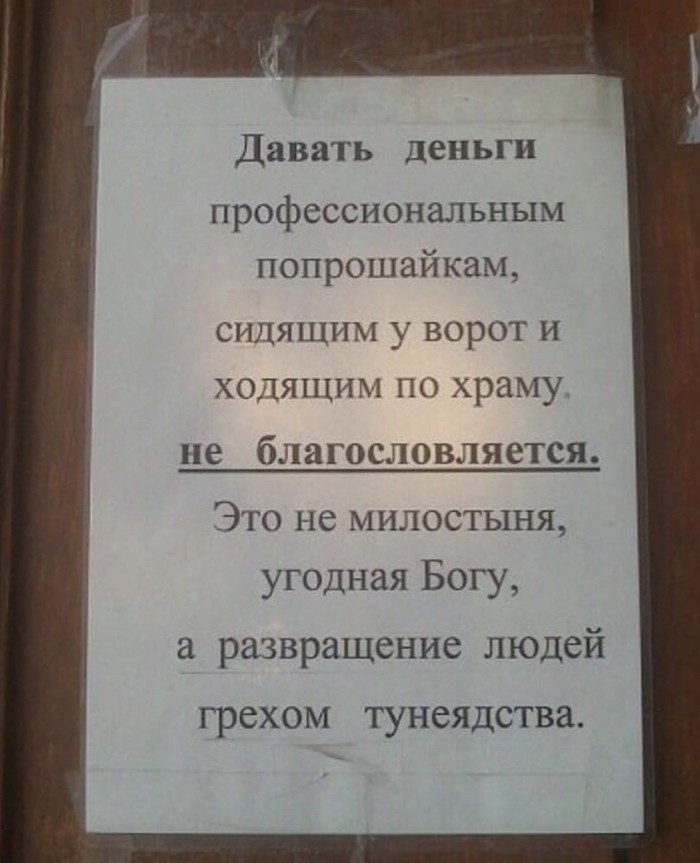 Давать деньги
профессиональным
попрошайкам,
сидящим у ворот и
ходящим по храму
не благословляется.
Это не милостыня,
угодная Богу,
а развращение людей
грехом тунеядства.